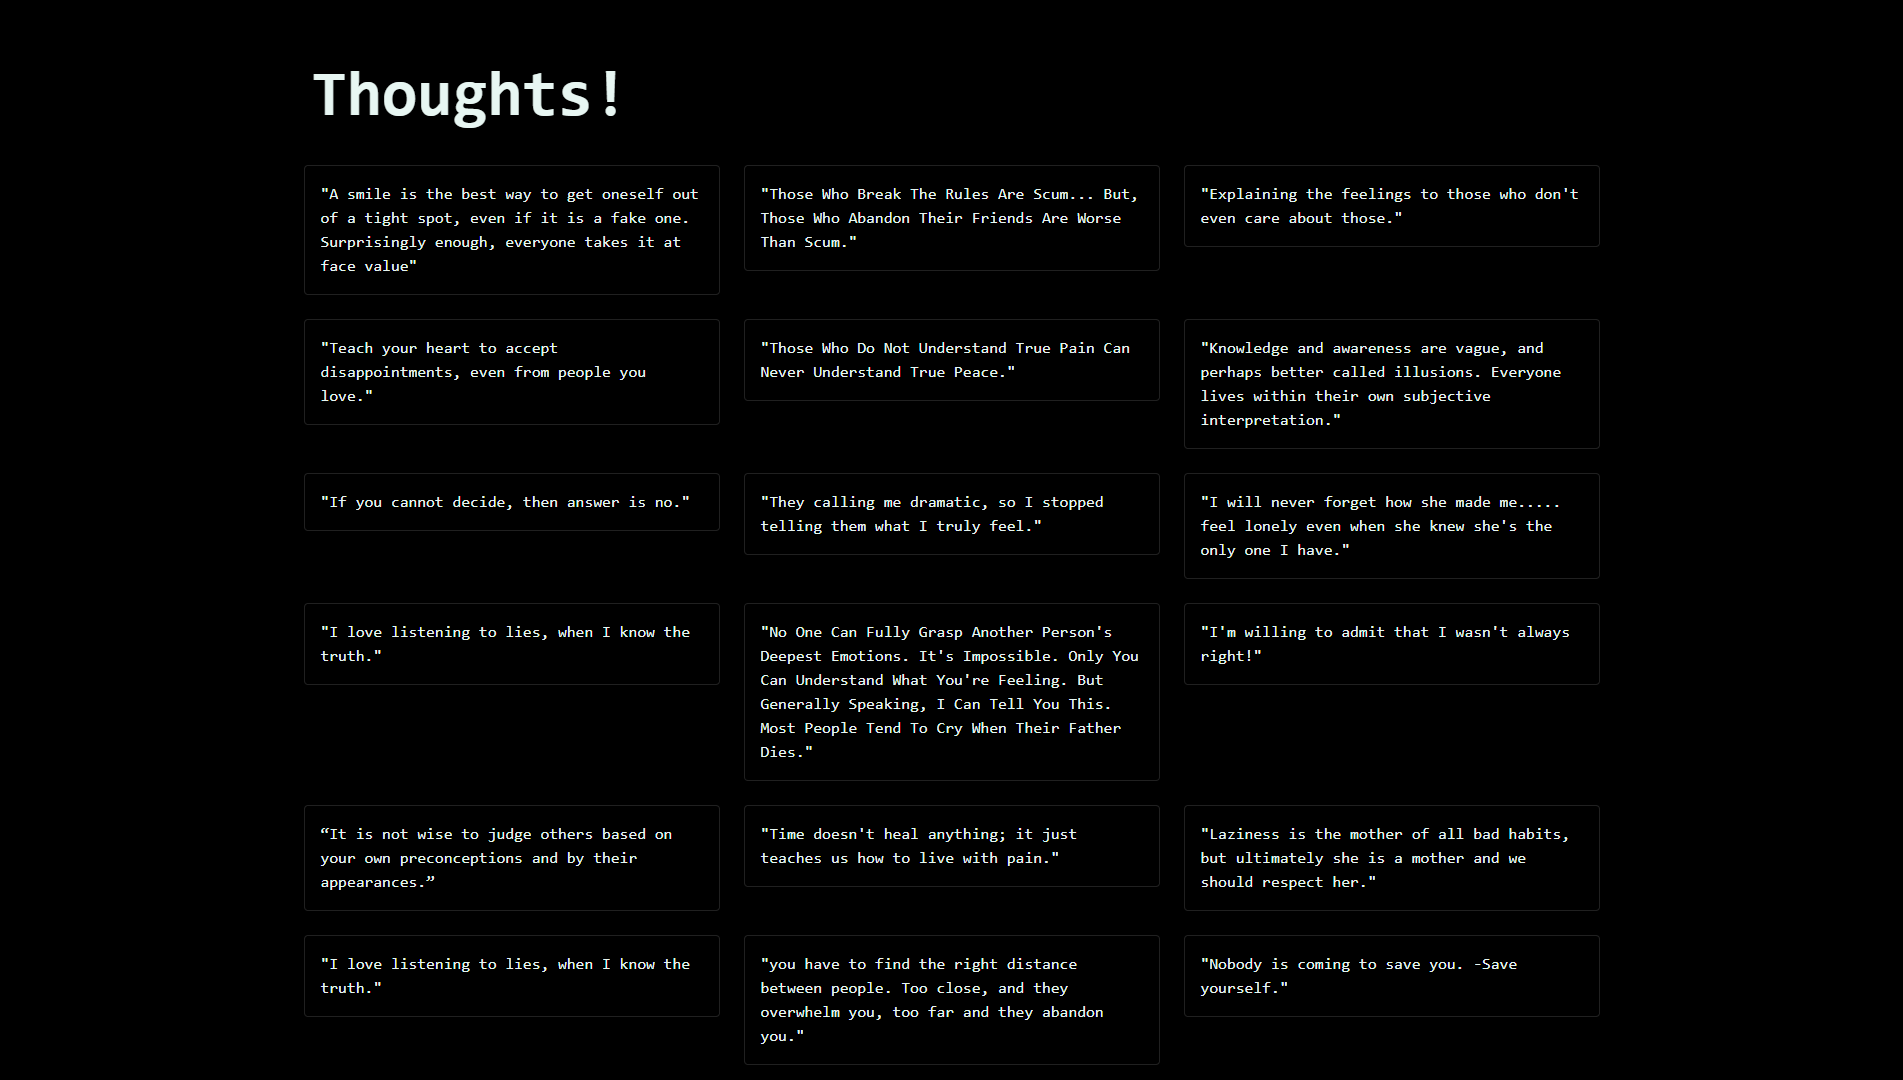 Thoughts!
"A smile is the best way to get oneself out
of a tight spot, even if it is a fake one.
Surprisingly enough, everyone takes it at
face value"
"Those Who Break The Rules Are Scum... But,
Those Who Abandon Their Friends Are Worse
Than Scum."
"Explaining the feelings to those who don't
even care about those."
"Teach your heart to accept
disappointments, even from people you
love."
"Those Who Do Not Understand True Pain Can
Never Understand True Peace."
"Knowledge and awareness are vague, and
perhaps better called illusions. Everyone
lives within their own subjective
interpretation."
"If you cannot decide, then answer is no."
"They calling me dramatic, so I stopped
telling them what I truly feel."
"I will never forget how she made me.....
feel lonely even when she knew she's the
only one I have."
"I love listening to lies, when I know the
truth."
"No One Can Fully Grasp Another Person's
Deepest Emotions. It's Impossible. Only You
Can Understand What You're Feeling. But
Generally Speaking, I Can Tell You This.
Most People Tend To Cry When Their Father
Dies."
"I'm willing to admit that I wasn't always
right!"
“It is not wise to judge others based on
your own preconceptions and by their
appearances.”
"Time doesn't heal anything; it just
teaches us how to live with pain."
"Laziness is the mother of all bad habits,
but ultimately she is a mother and we
should respect her."
"I love listening to lies, when I know the
truth."
"you have to find the right distance
between people. Too close, and they
overwhelm you, too far and they abandon
you."
"Nobody is coming to save you. -Save
yourself."